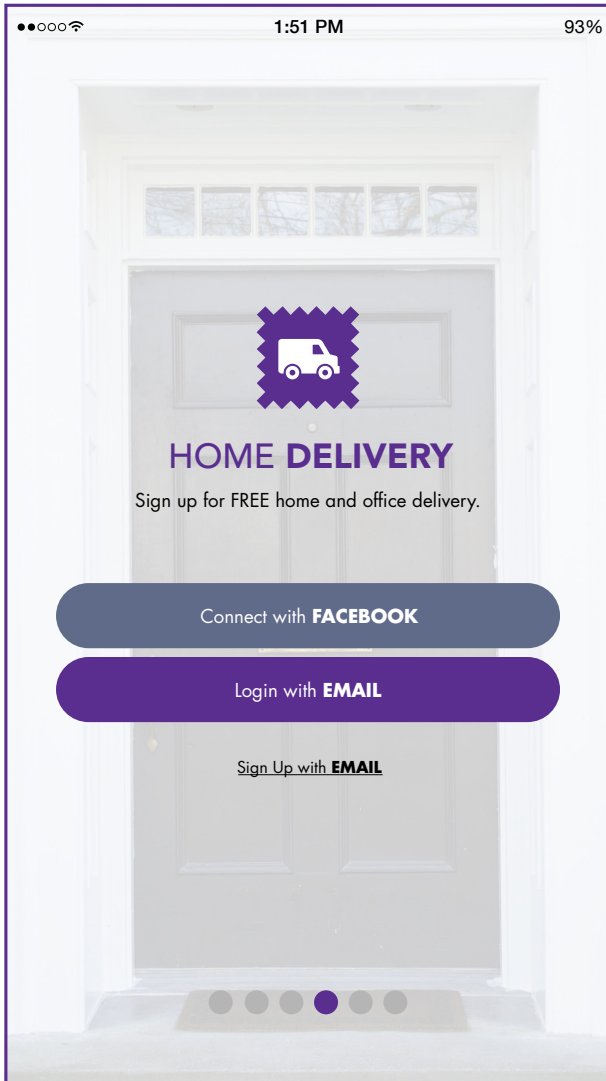 1:51 PM 93%
HOME DELIVERY
Sign up for FREE home and office delivery.
Connect with FACEBOOK
Login with EMAIL
Sign Up with EMAIL